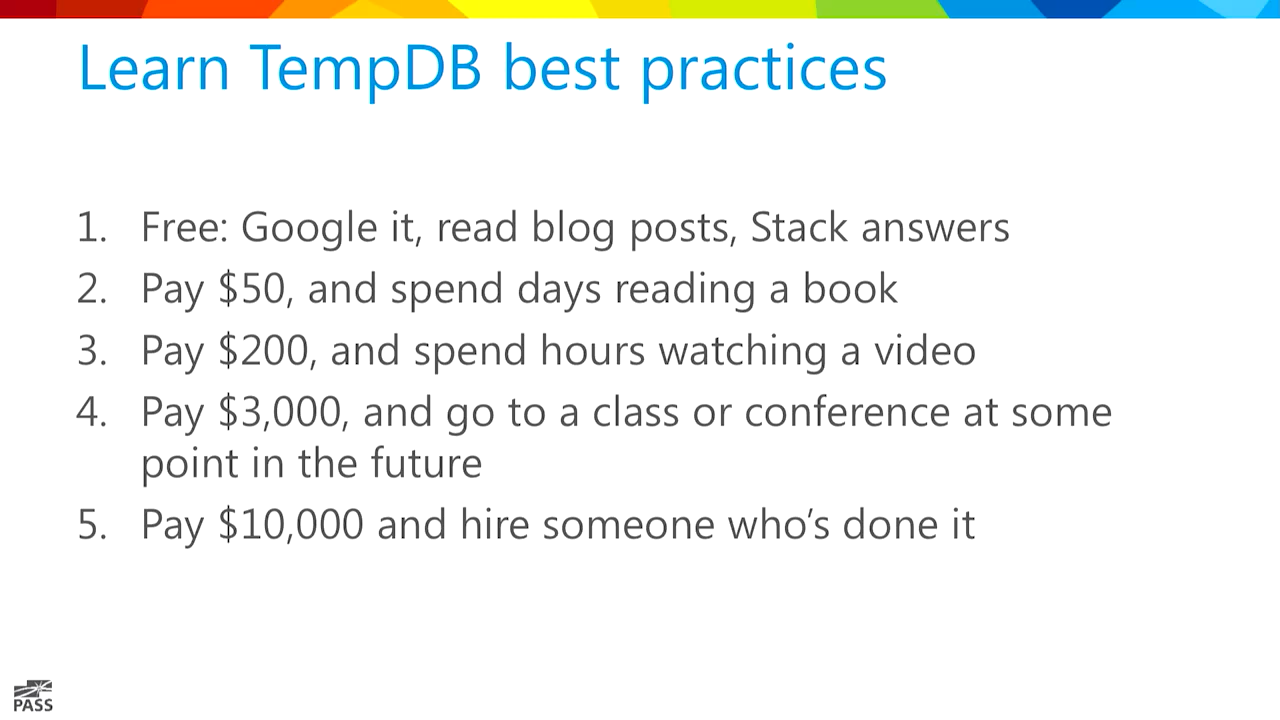 Learn TempDB best practices
1. Free: Google it, read blog posts, Stack answers
2. Pay $50, and spend days reading a book
3. Pay $200, and spend hours watching a video
4. Pay $3,000, and go to a class or conference at some
point in the future
5. Pay $10,000 and hire someone who’s done it
PASS